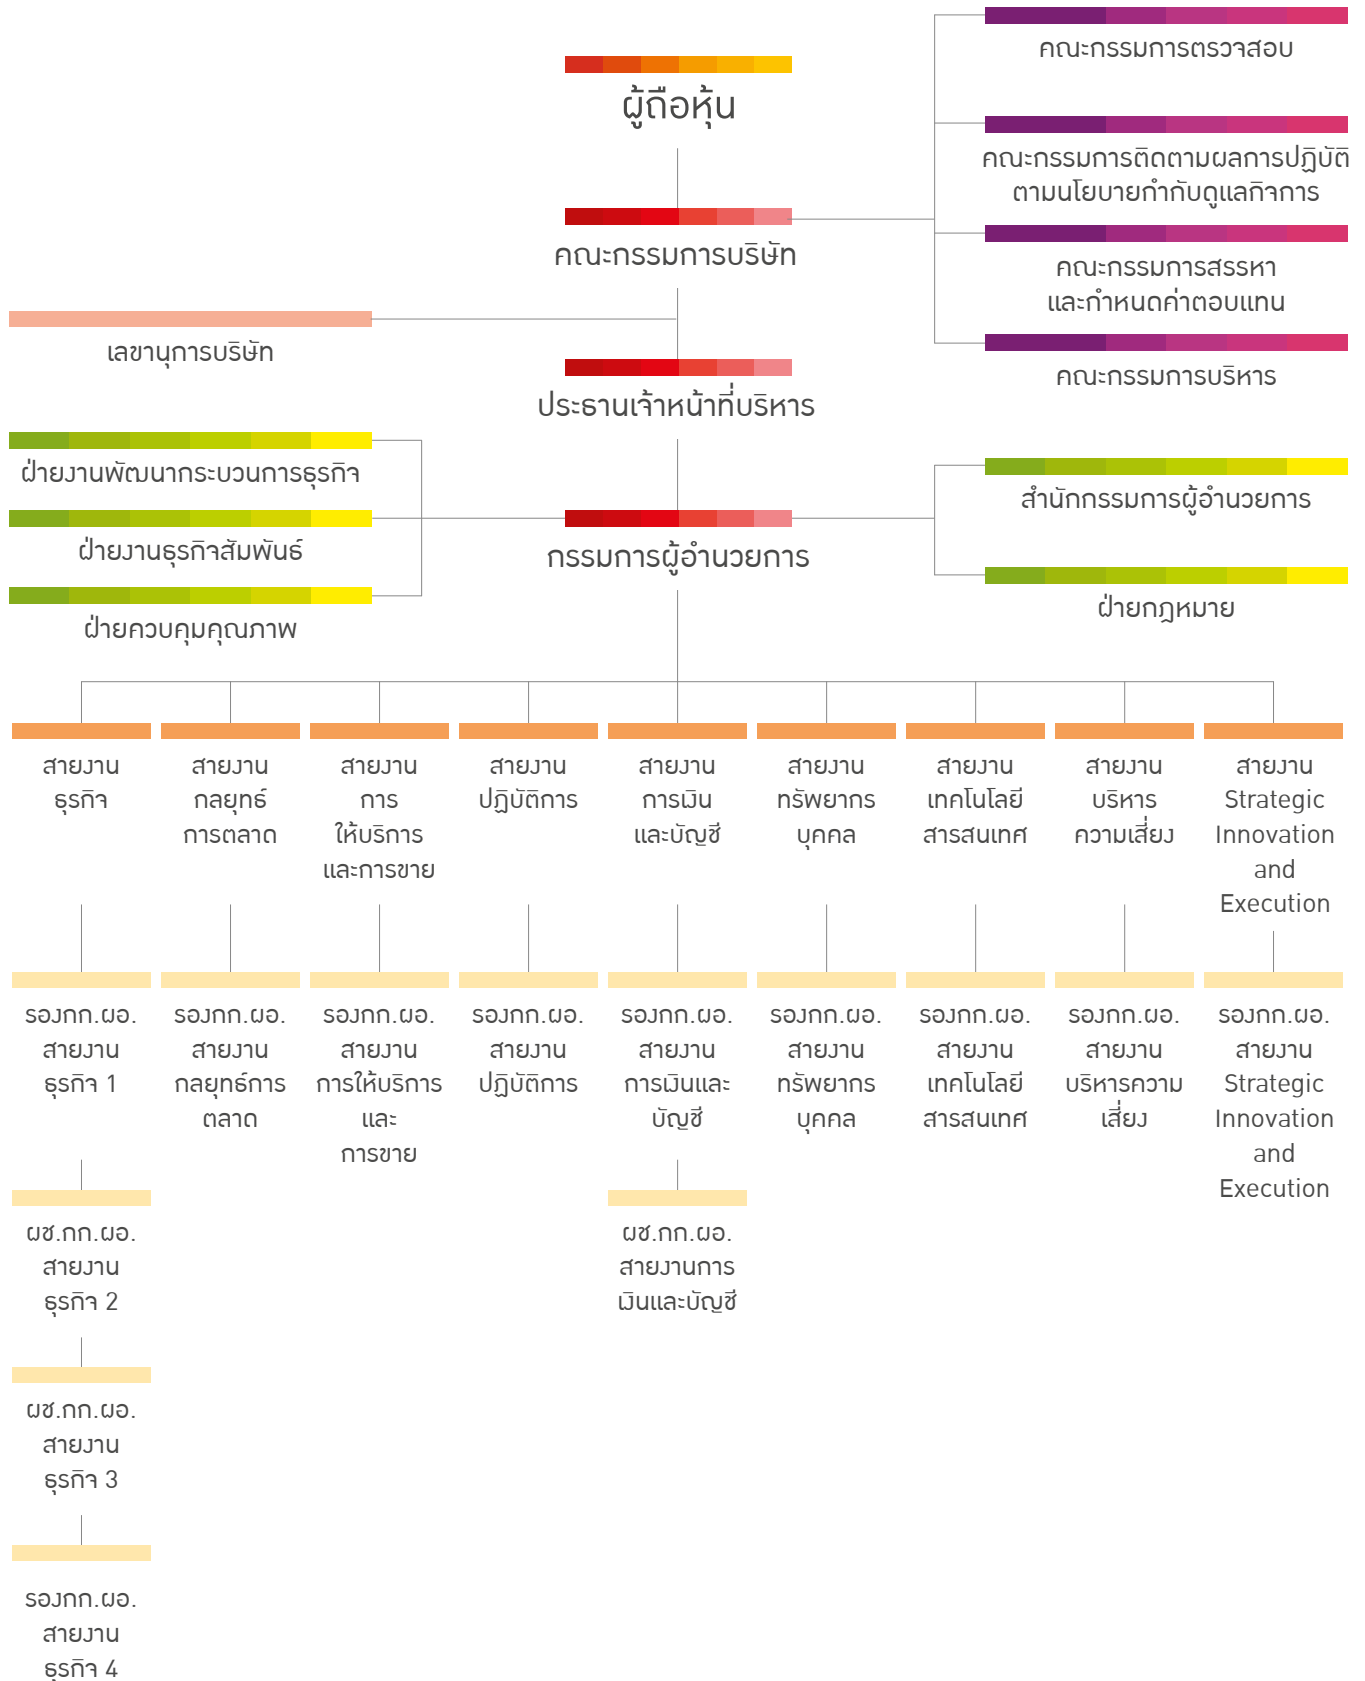 ผู้ถือหุ้น
คณะกรรมการบริษัท
คณะกรรมการตรวจสอบ
คณะกรรมการติดตามผลการปฏิบัติ
ตามนโยบายกำกับดูแลกิจการ
คณะกรรมการสรรหา
และกำหนดค่าตอบแทน
คณะกรรมการบริหาร
เลขานุการบริษัท
ประธานเจ้าหน้าที่บริหาร
ฝ่ายงานพัฒนากระบวนการธุรกิจ
ฝ่ายงานธุรกิจสัมพันธ์
ฝ่ายควบคุมคุณภาพ
กรรมการผู้อำนวยการ
สำนักกรรมการผู้อำนวยการ
ฝ่ายกฎหมาย
สายงาน
ธุรกิจ
สายงาน
กลยุทธ์
การตลาด
สายงาน
การ
ให้บริการ
และการขาย
สายงาน
ปฏิบัติการ
สายงาน
การเงิน
และบัญชี
สายงาน
ทรัพยากร
บุคคล
สายงาน
เทคโนโลยี
สารสนเทศ
สายงาน
บริหาร
ความเสี่ยง
สายงาน
Strategic
Innovation
and
Execution
รองกก.ผอ.
สายงาน
ธุรกิจ 1
รองกก.ผอ.
สายงาน
กลยุทธ์การ
ตลาด
รองกก.ผอ.
สายงาน
การให้บริการ
และ
การขาย
รองกก.ผอ.
สายงาน
ปฏิบัติการ
รองกก.ผอ.
สายงาน
การเงินและ
บัญชี
รองกก.ผอ.
สายงาน
ทรัพยากร
บุคคล
รองกก.ผอ.
สายงาน
เทคโนโลยี
สารสนเทศ
รองกก.ผอ.
สายงาน
บริหารความ
เสี่ยง
รองกก.ผอ.
สายงาน
Strategic
Innovation
and
Execution
ผช.กก.ผอ.
สายงาน
ธุรกิจ 2
ผช.กก.ผอ.
สายงานการ
เงินและบัญชี
ผช.กก.ผอ.
สายงาน
ธุรกิจ 3
รองกก.ผอ.
สายงาน
ธุรกิจ 4